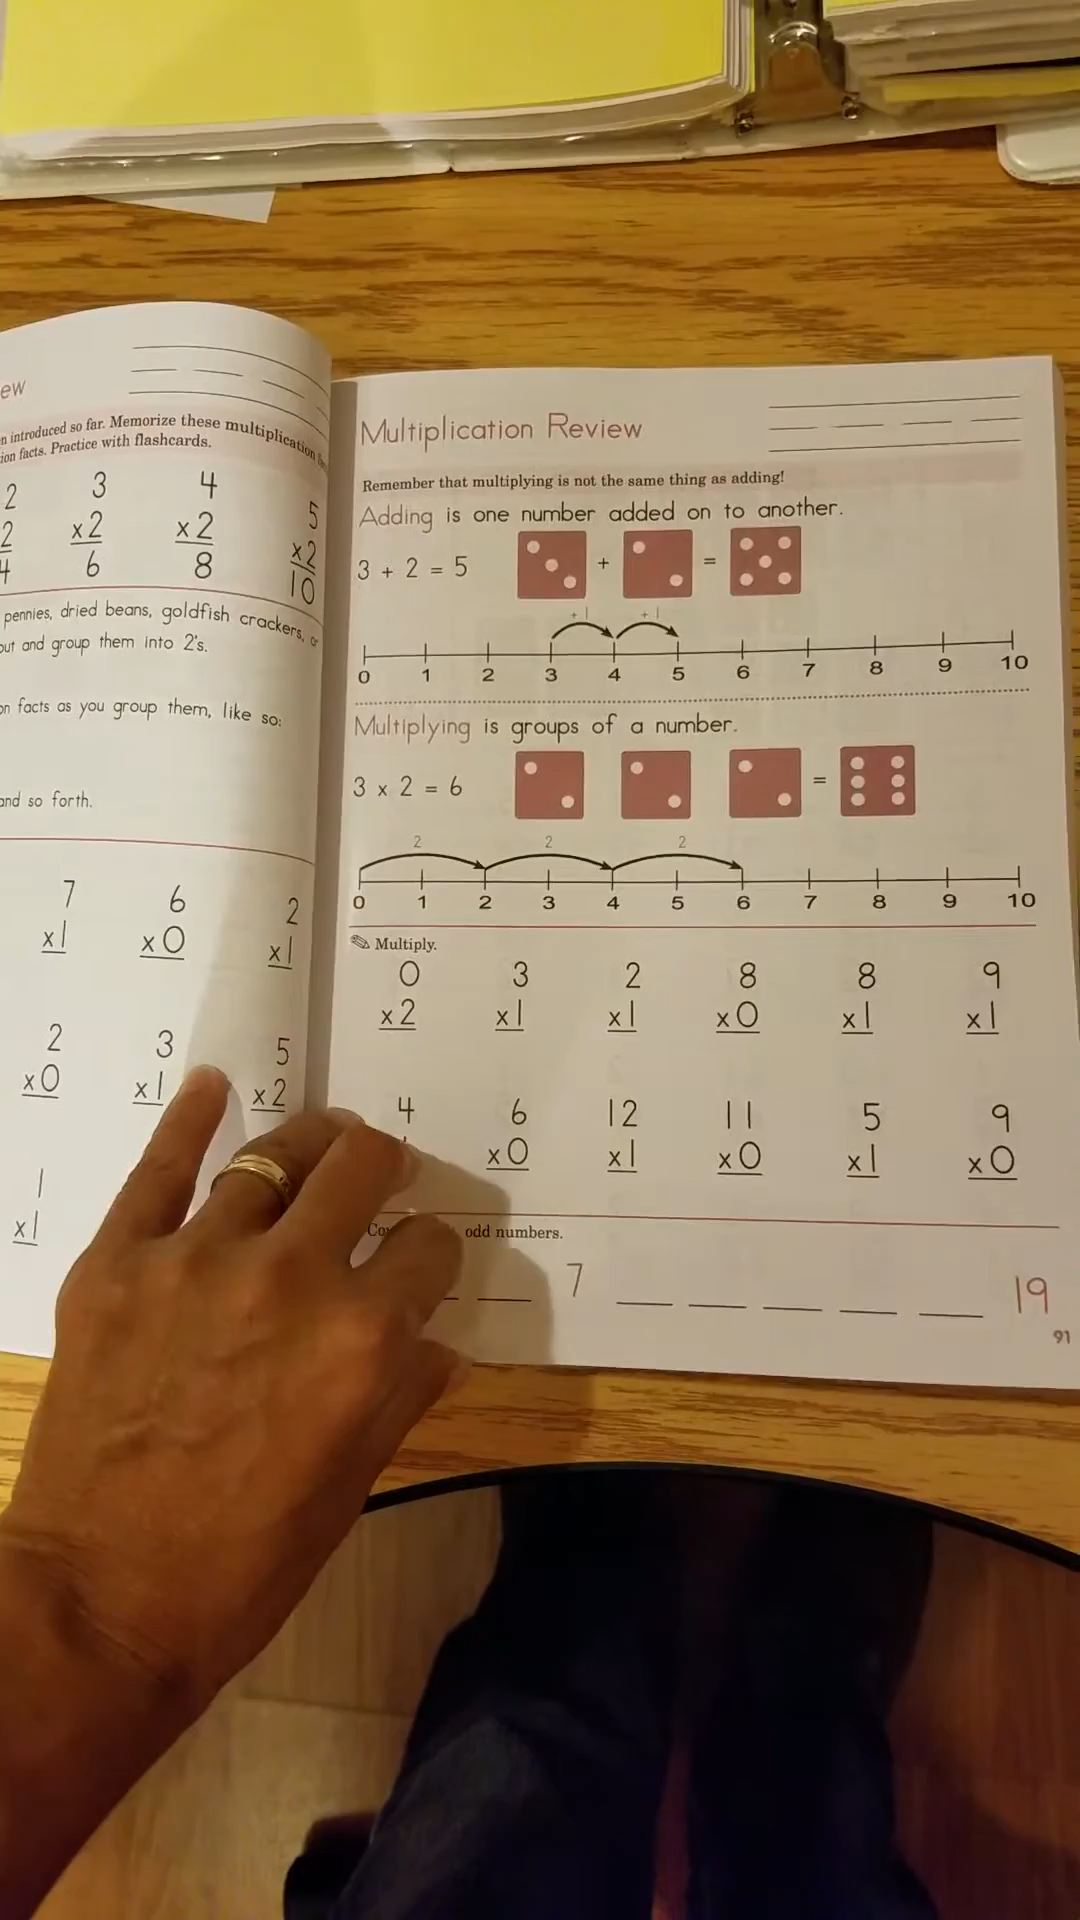 ew
n introduced so far. Memorize these multiplication
ion facts. Practice with flashcards.
2 3 4 5
2 x2 x2 x2
4 6 8 10
pennies, dried beans, goldfish crackers, or
out and group them into 2's.
on facts as you group them, like so:
and so forth.
7 6 2
x1 x0 x1
2 3 5
x0 x1 x2
1
x1
Multiplication Review
Remember that multiplying is not the same thing as adding!
Adding is one number added on to another.
3 + 2 = 5 + =
+1 +1
0 1 2 3 4 5 6 7 8 9 10
Multiplying is groups of a number.
3 x 2 = 6 =
2 2 2
0 1 2 3 4 5 6 7 8 9 10
Multiply.
0 3 2 8 8 9
x2 x1 x1 x0 x1 x1
4 6 12 11 5 9
x0 x1 x0 x1 x0
odd numbers.
7 19
91